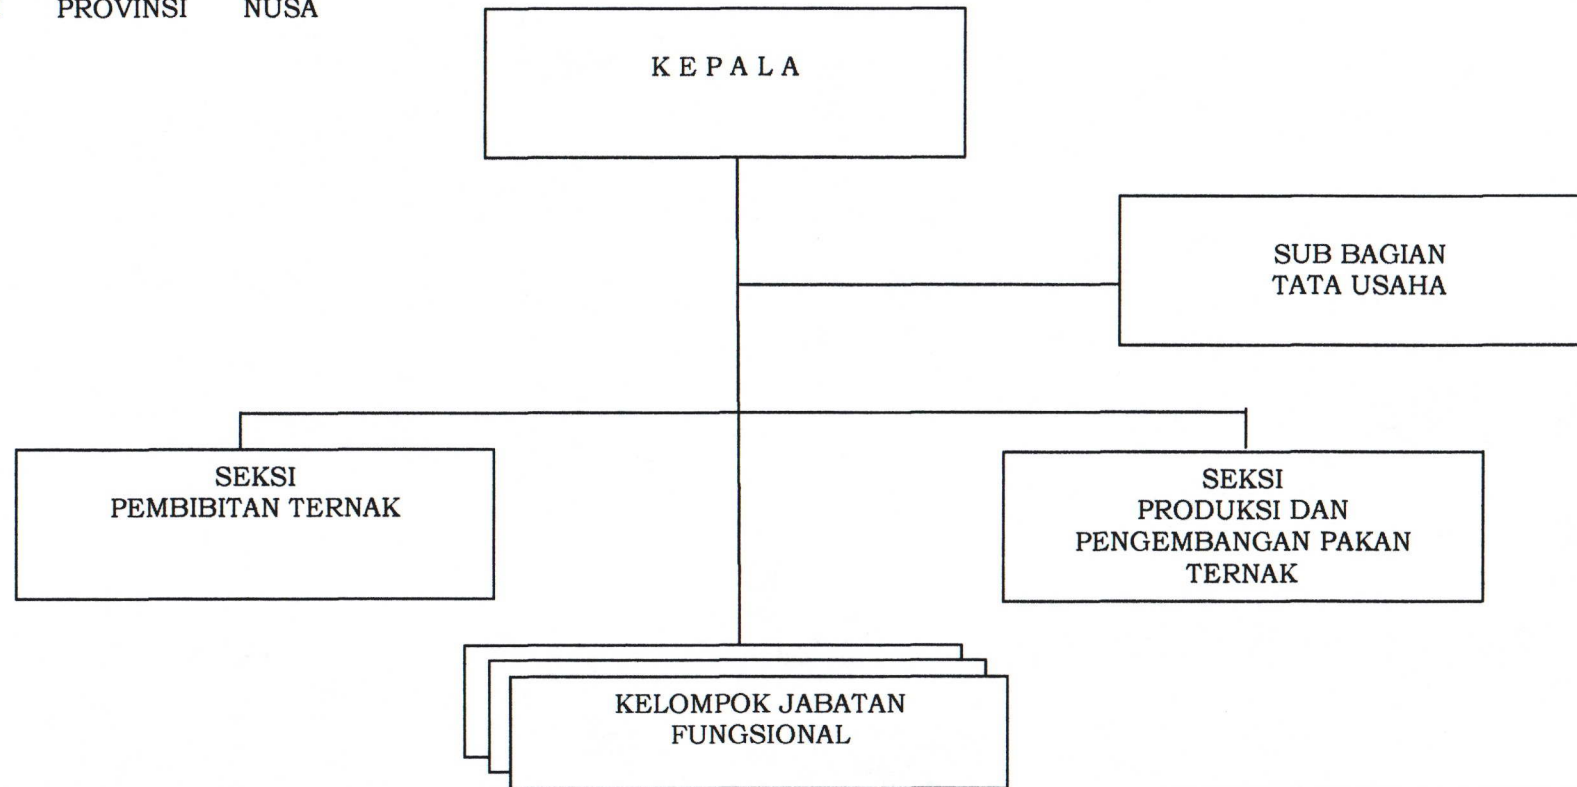 PROVINSI NUSA
K E P A L A
SUB BAGIAN
TATA USAHA
SEKSI
PEMBIBITAN TERNAK
SEKSI
PRODUKSI DAN
PENGEMBANGAN PAKAN
TERNAK
KELOMPOK JABATAN
FUNGSIONAL